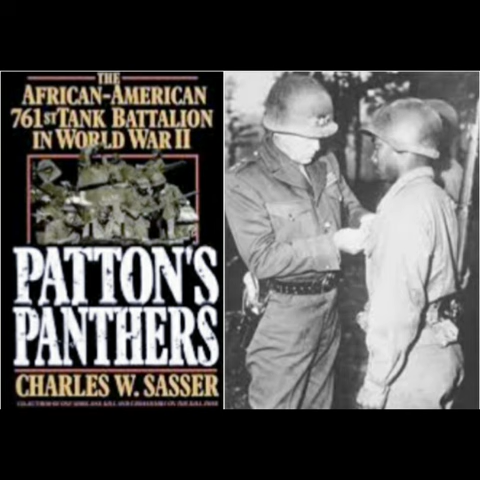 THE
AFRICAN-AMERICAN
761ST TANK BATTALION
IN WORLD WAR II
PATTON'S
PANTHERS
CHARLES W. SASSER